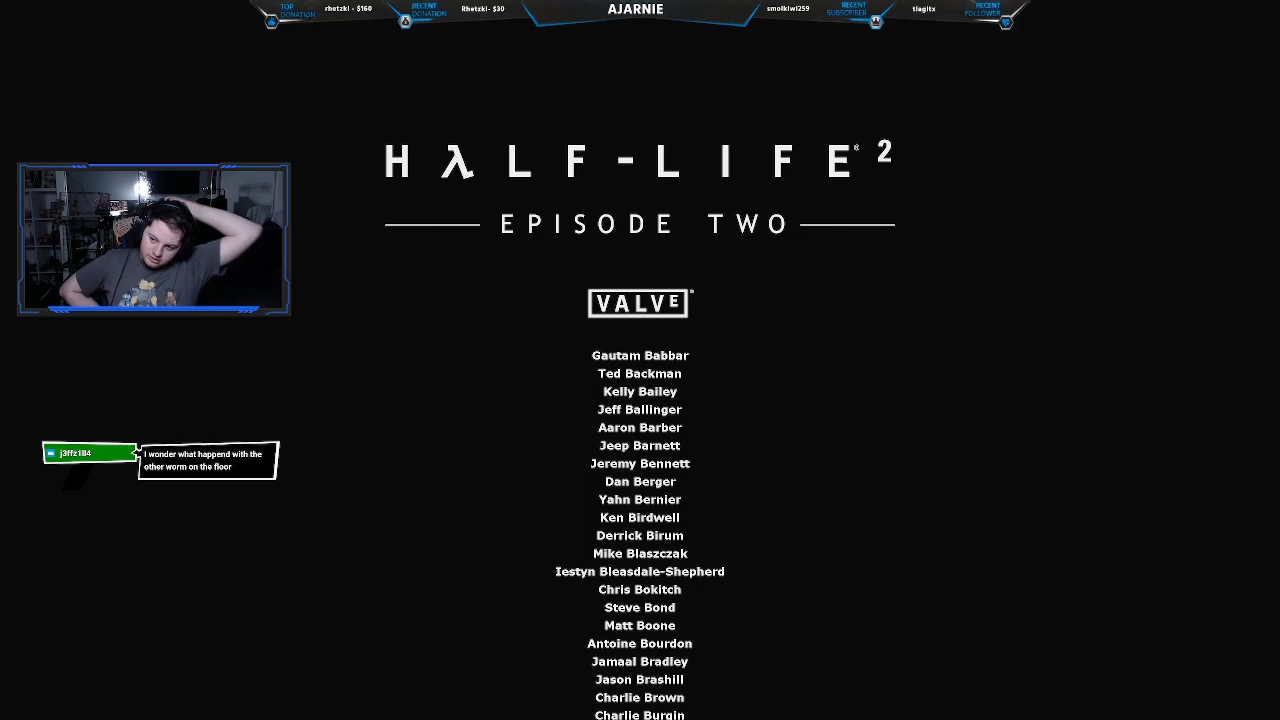 TOP
DONATION
rhetzki - $160
RECENT
DONATION
Rhetzki- $30
AJARNIE
smolkiwi259
RECENT
SUBSCRIBER
tiagitx
RECENT
FOLLOWER
HλLF-LIFE® 2
EPISODE TWO
VALVE®
Gautam Babbar
Ted Backman
Kelly Bailey
Jeff Ballinger
Aaron Barber
Jeep Barnett
Jeremy Bennett
Dan Berger
Yahn Bernier
Ken Birdwell
Derrick Birum
Mike Blaszczak
Iestyn Bleasdale-Shepherd
Chris Bokitch
Steve Bond
Matt Boone
Antoine Bourdon
Jamaal Bradley
Jason Brashill
Charlie Brown
Charlie Burgin
j3ffz1ll4
I wonder what happend with the
other worm on the floor